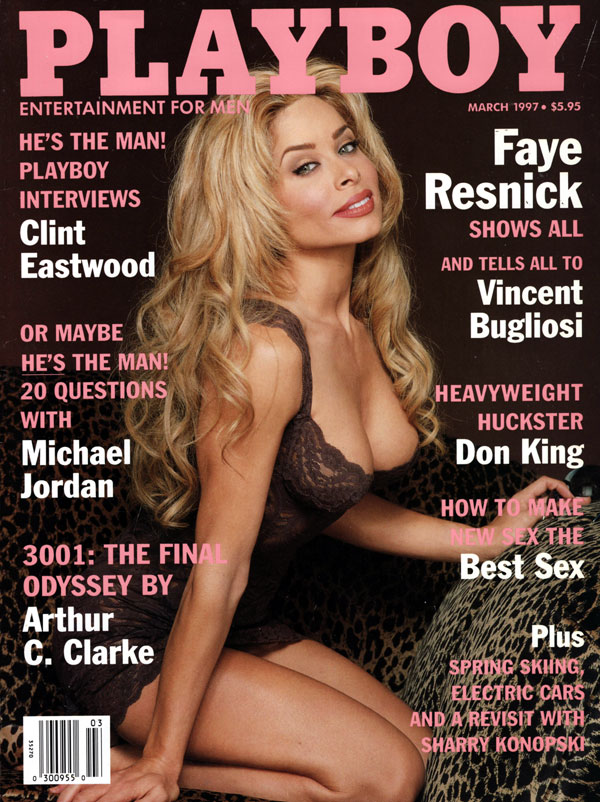 PLAYBOY
ENTERTAINMENT FOR MEN
MARCH 1997 • $5.95
HE'S THE MAN!
PLAYBOY
INTERVIEWS
Clint
Eastwood
OR MAYBE
HE'S THE MAN!
20 QUESTIONS
WITH
Michael
Jordan
3001: THE FINAL
ODYSSEY BY
Arthur
C. Clarke
Faye
Resnick
SHOWS ALL
AND TELLS ALL TO
Vincent
Bugliosi
HEAVYWEIGHT
HUCKSTER
Don King
HOW TO MAKE
NEW SEX THE
Best Sex
Plus
SPRING SKIING,
ELECTRIC CARS
AND A REVISIT WITH
SHARRY KONOPSKI
03
35270
0 300955 0